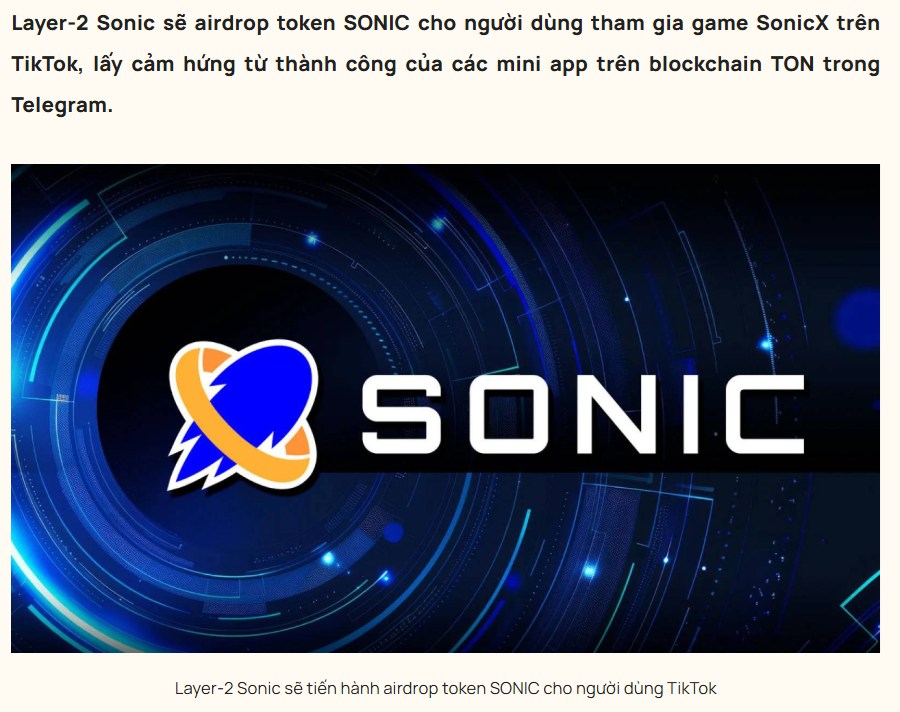 Layer-2 Sonic sẽ airdrop token SONIC cho người dùng tham gia game SonicX trên
TikTok, lấy cảm hứng từ thành công của các mini app trên blockchain TON trong
Telegram.
SONIC
Layer-2 Sonic sẽ tiến hành airdrop token SONIC cho người dùng TikTok